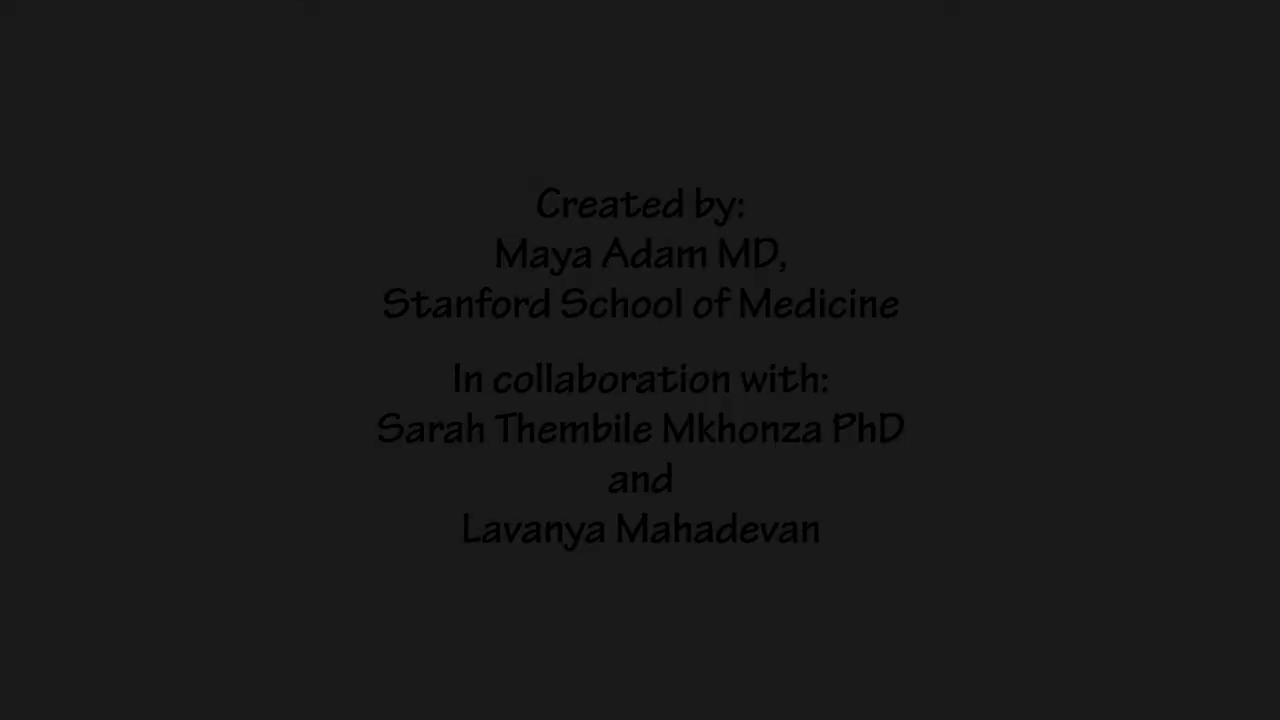 Created by:
Maya Adam MD,
Stanford School of Medicine
In collaboration with:
Sarah Thembile Mkhonza PhD
and
Lavanya Mahadevan